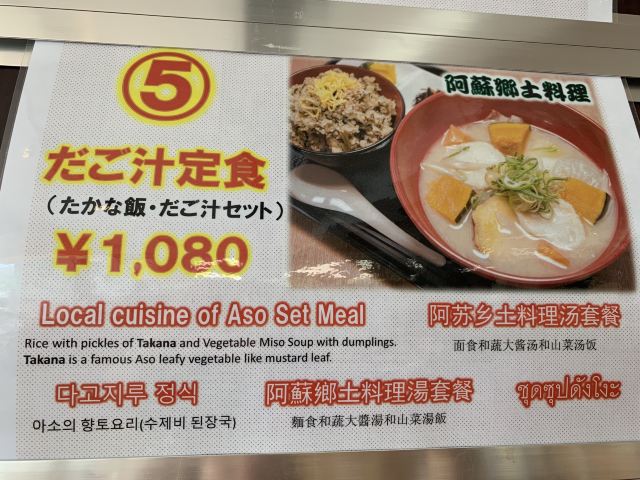 阿蘇郷土料理
⑤
だご汁定食
（たかな飯・だご汁セット）
￥1,080
Local cuisine of Aso Set Meal
Rice with pickles of Takana and Vegetable Miso Soup with dumplings.
Takana is a famous Aso leafy vegetable like mustard leaf.
阿苏乡土料理汤套餐
面食和蔬大酱汤和山菜汤饭
다고지루 정식
아소의 향토요리(수제비 된장국)
阿蘇鄉土料理湯套餐
麵食和蔬大醬湯和山菜湯飯
ชุดซุปดังโงะ